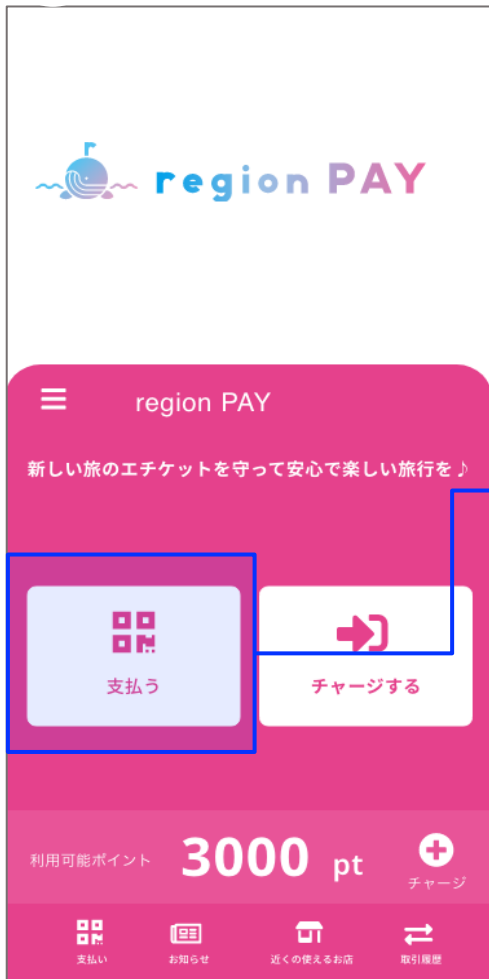 region PAY
region PAY
新しい旅のエチケットを守って安心で楽しい旅行を♪
支払う
チャージする
利用可能ポイント 3000 pt
チャージ
支払い お知らせ 近くの使えるお店 取引履歴